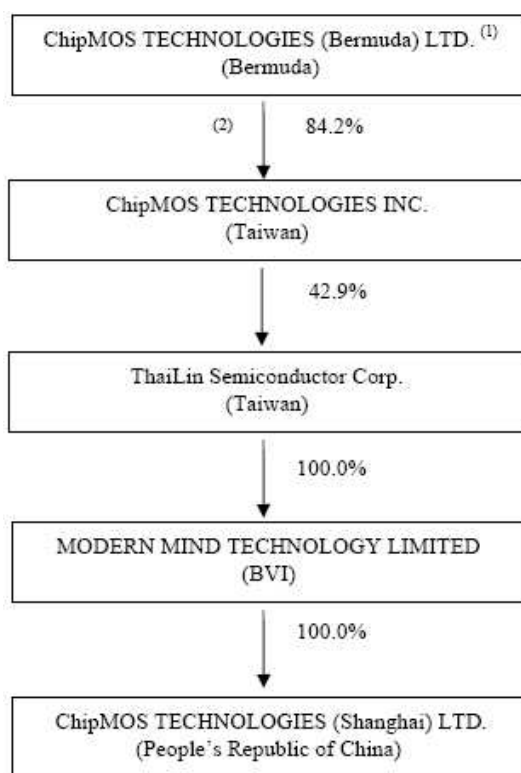 ChipMOS TECHNOLOGIES (Bermuda) LTD. (1)
(Bermuda)
(2) 84.2%
ChipMOS TECHNOLOGIES INC.
(Taiwan)
42.9%
ThaiLin Semiconductor Corp.
(Taiwan)
100.0%
MODERN MIND TECHNOLOGY LIMITED
(BVI)
100.0%
ChipMOS TECHNOLOGIES (Shanghai) LTD.
(People's Republic of China)